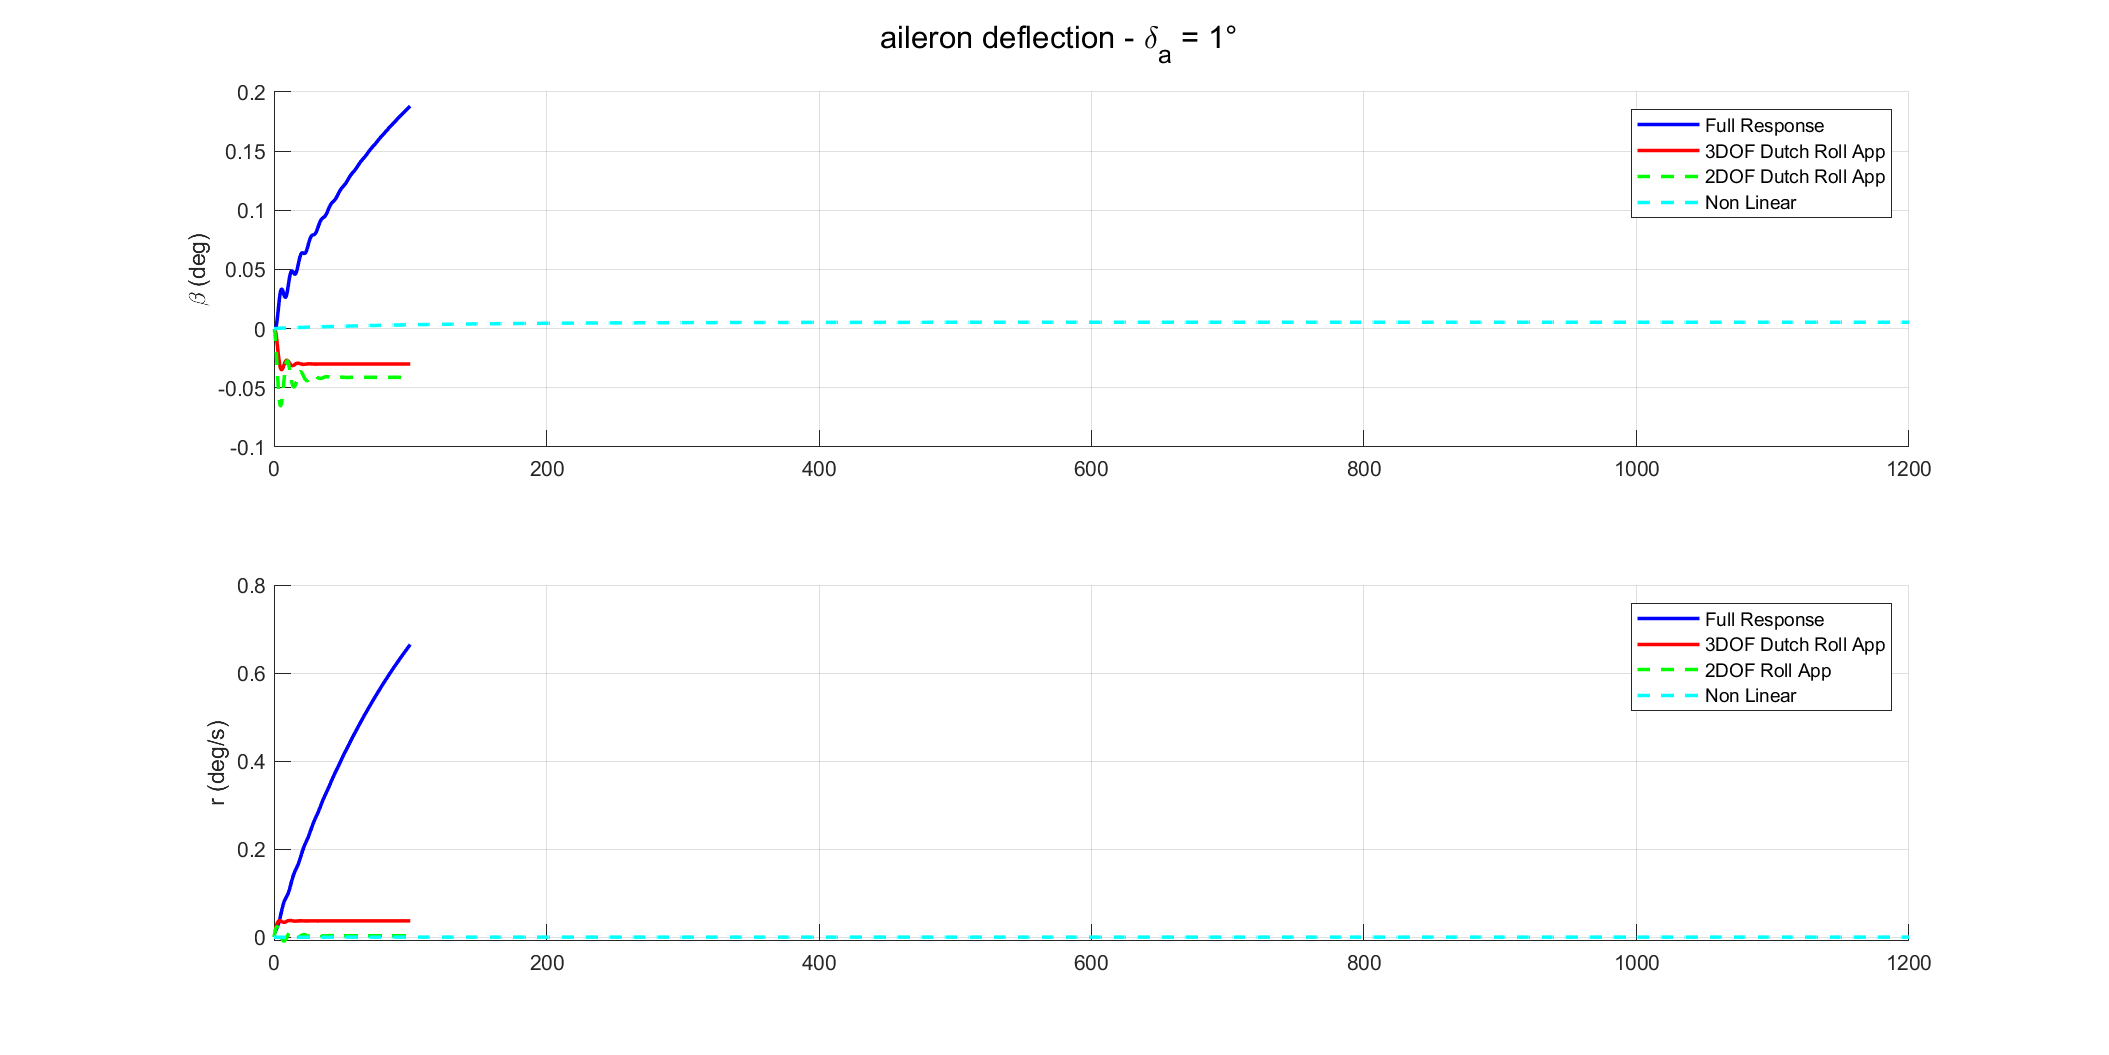 aileron deflection - δa = 1°
0.2
0.15
0.1
0.05
0
-0.05
-0.1
β (deg)
0 200 400 600 800 1000 1200
Full Response
3DOF Dutch Roll App
2DOF Dutch Roll App
Non Linear
0.8
0.6
0.4
0.2
0
r (deg/s)
0 200 400 600 800 1000 1200
Full Response
3DOF Dutch Roll App
2DOF Roll App
Non Linear